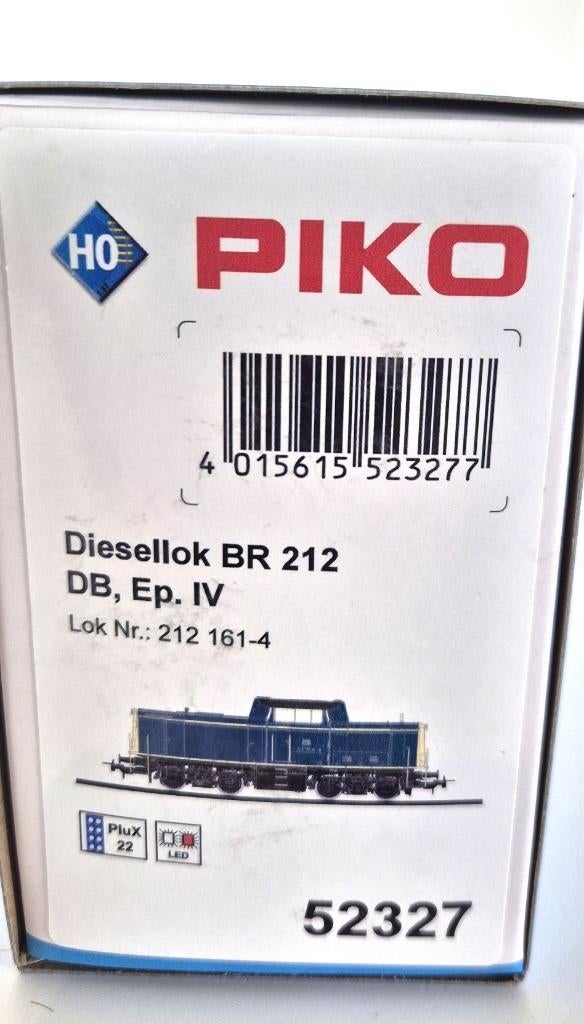 H0
PIKO
4 015615 523277
Diesellok BR 212
DB, Ep. IV
Lok Nr.: 212 161-4
PluX
22
LED
52327